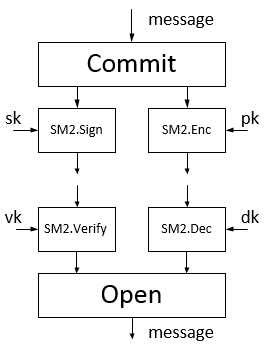 message
Commit
sk
SM2.Sign
SM2.Enc
pk
vk
SM2.Verify
SM2.Dec
dk
Open
message